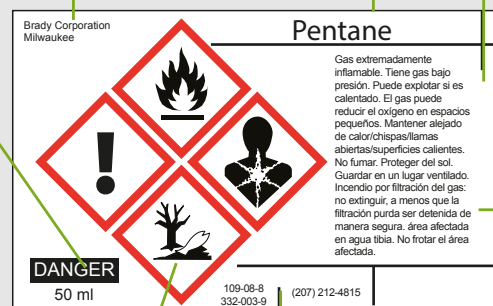 Brady Corporation
Milwaukee
Pentane
Gas extremadamente
inflamable. Tiene gas bajo
presión. Puede explotar si es
calentado. El gas puede
reducir el oxígeno en espacios
pequeños. Mantener alejado
de calor/chispas/llamas
abiertas/superficies calientes.
No fumar. Proteger del sol.
Guardar en un lugar ventilado.
Incendio por filtración del gas:
no extinguir, a menos que la
filtración purda ser detenida de
manera segura. área afectada
en agua tibia. No frotar el área
afectada.
DANGER
50 ml
109-08-8
332-003-9
(207) 212-4815